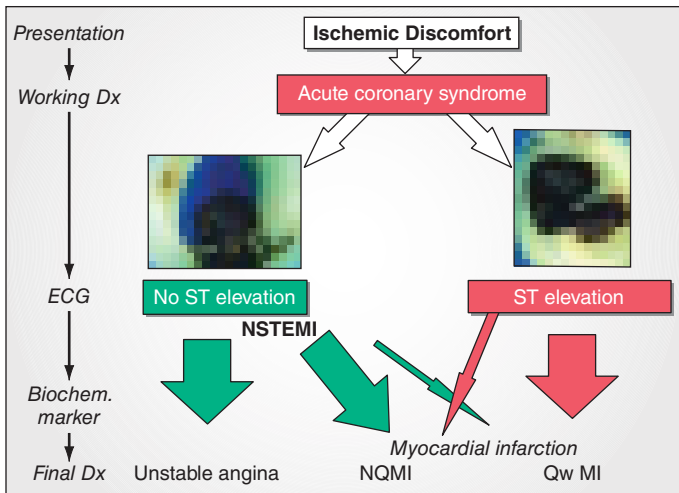 Presentation
Ischemic Discomfort
Working Dx
Acute coronary syndrome
ECG
No ST elevation
ST elevation
NSTEMI
Biochem.
marker
Myocardial infarction
Final Dx
Unstable angina
NQMI
Qw MI